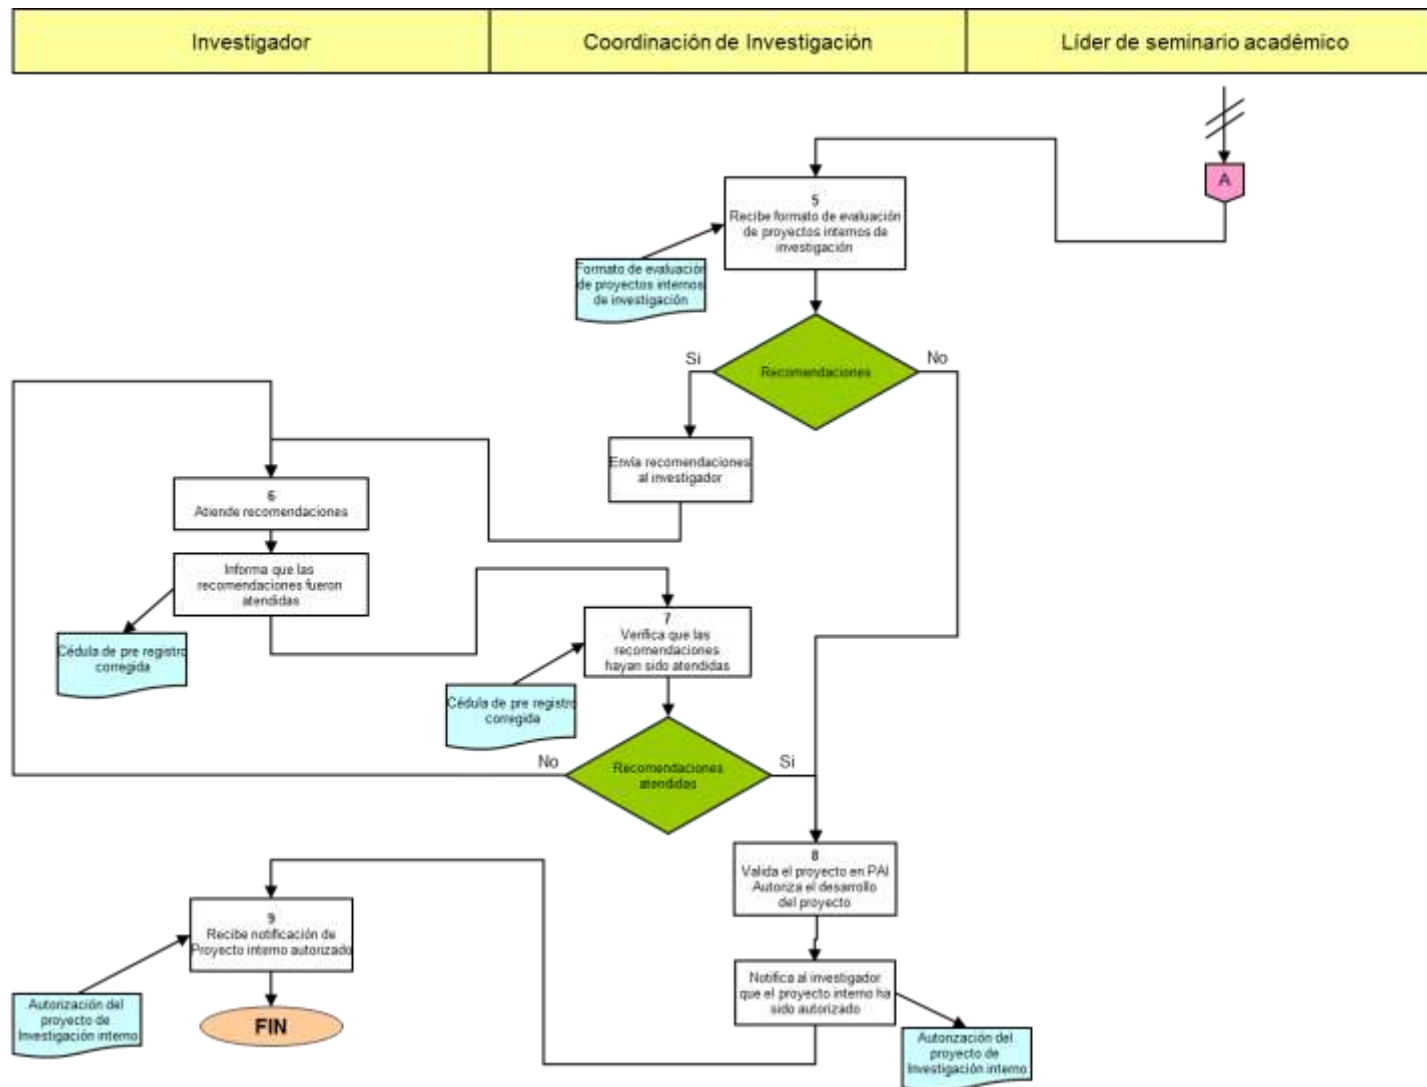 Investigador
Coordinación de Investigación
Líder de seminario académico
A
5
Recibe formato de evaluación
de proyectos internos de
investigación
Formato de evaluación
de proyectos internos
de investigación
Si
Recomendaciones
No
Envía recomendaciones
al investigador
6
Atiende recomendaciones
Informa que las
recomendaciones fueron
atendidas
Cédula de pre registro
corregida
7
Verifica que las
recomendaciones
hayan sido atendidas
Cédula de pre registro
corregida
No
Recomendaciones
atendidas
Si
8
Valida el proyecto en PAI
Autoriza el desarrollo
del proyecto
9
Recibe notificación de
Proyecto interno autorizado
Notifica al investigador
que el proyecto interno ha
sido autorizado
Autorización del
proyecto de
Investigación interno
FIN
Autorización del
proyecto de
Investigación interno